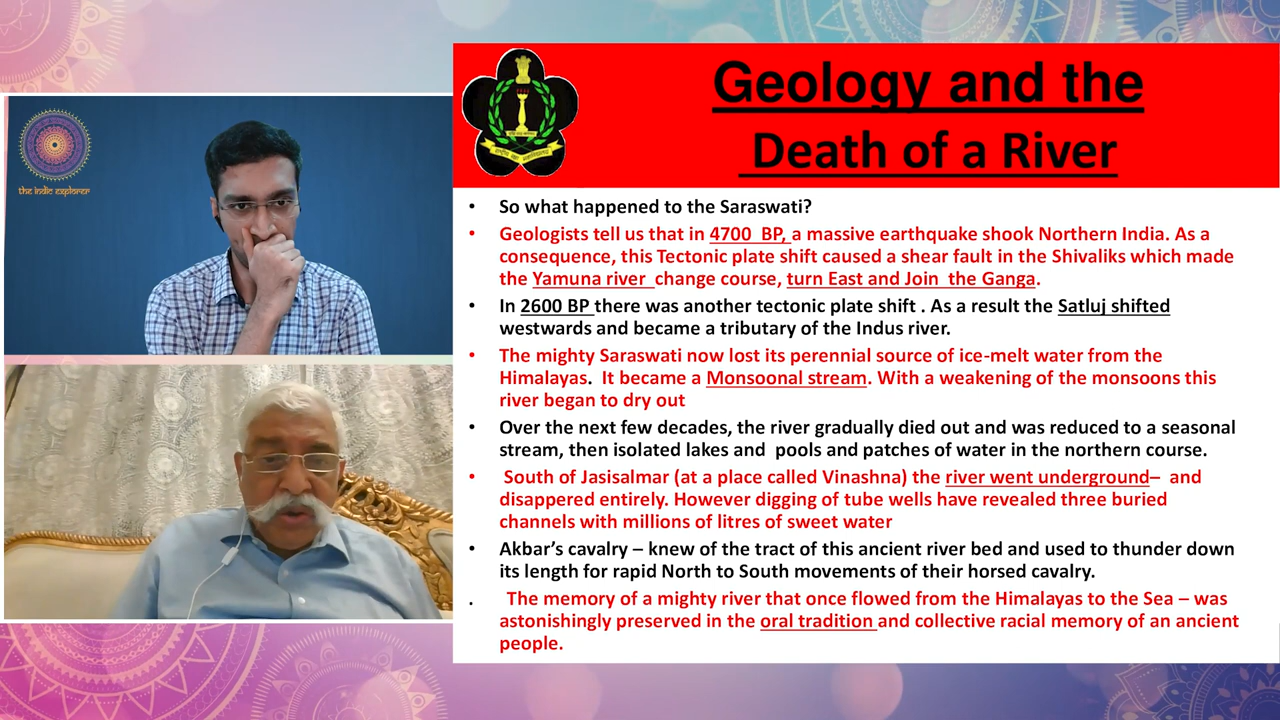 the indic explorer
Geology and the
Death of a River
• So what happened to the Saraswati?
• Geologists tell us that in 4700 BP, a massive earthquake shook Northern India. As a
consequence, this Tectonic plate shift caused a shear fault in the Shivaliks which made
the Yamuna river change course, turn East and Join the Ganga.
• In 2600 BP there was another tectonic plate shift . As a result the Satluj shifted
westwards and became a tributary of the Indus river.
• The mighty Saraswati now lost its perennial source of ice-melt water from the
Himalayas. It became a Monsoonal stream. With a weakening of the monsoons this
river began to dry out
• Over the next few decades, the river gradually died out and was reduced to a seasonal
stream, then isolated lakes and pools and patches of water in the northern course.
• South of Jasisalmar (at a place called Vinashna) the river went underground– and
disappered entirely. However digging of tube wells have revealed three buried
channels with millions of litres of sweet water
• Akbar’s cavalry – knew of the tract of this ancient river bed and used to thunder down
its length for rapid North to South movements of their horsed cavalry.
. The memory of a mighty river that once flowed from the Himalayas to the Sea – was
astonishingly preserved in the oral tradition and collective racial memory of an ancient
people.